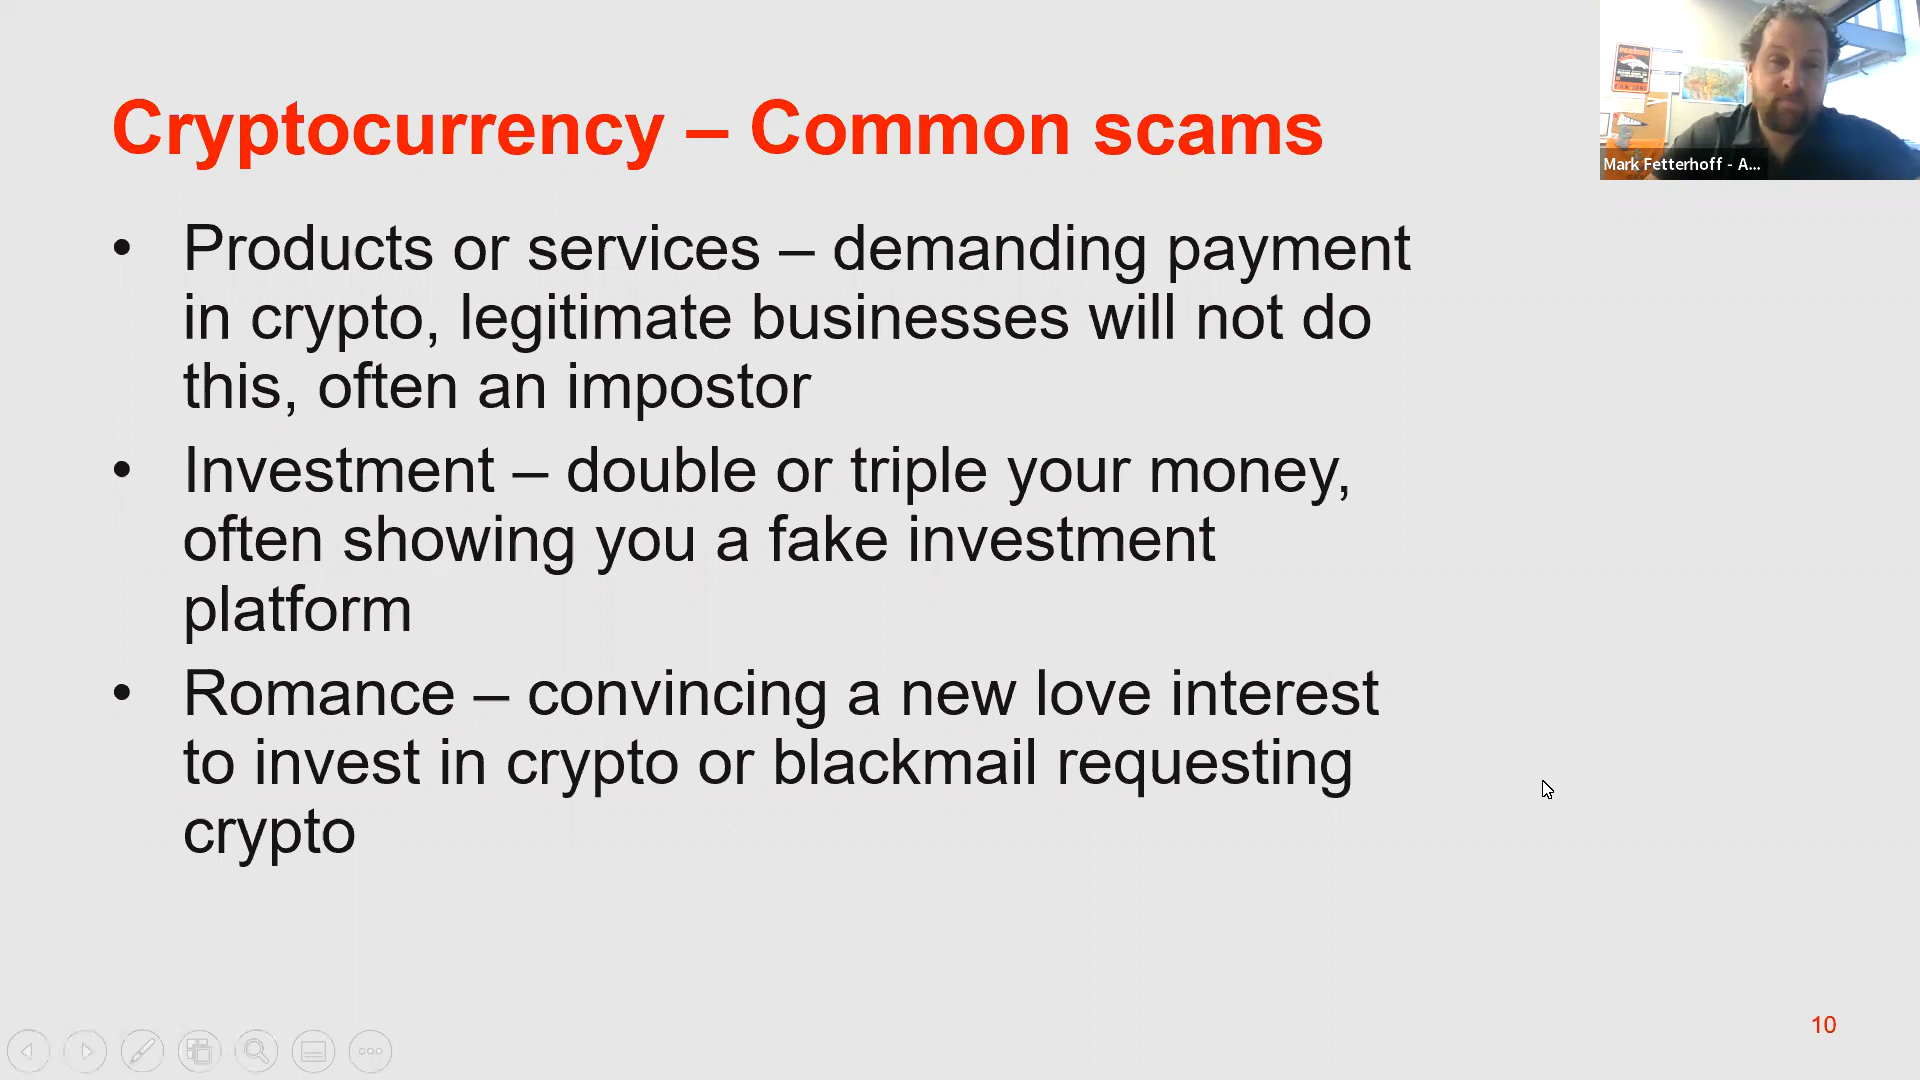 Cryptocurrency – Common scams
• Products or services – demanding payment
in crypto, legitimate businesses will not do
this, often an impostor
• Investment – double or triple your money,
often showing you a fake investment
platform
• Romance – convincing a new love interest
to invest in crypto or blackmail requesting
crypto
Mark Fetterhoff - A...
10